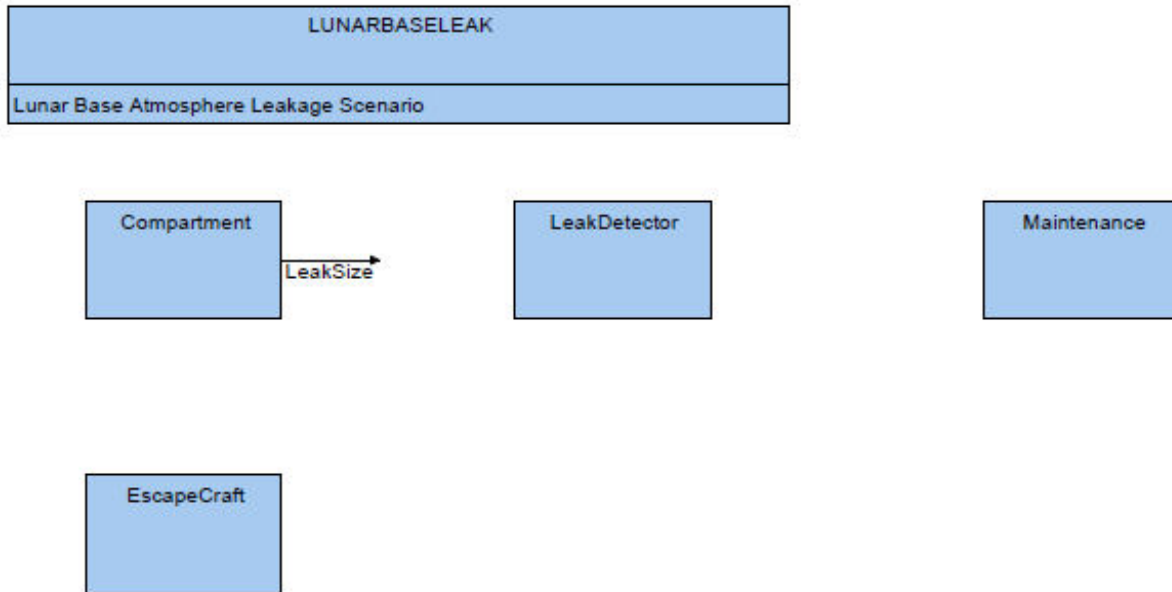 LUNARBASELEAK
Lunar Base Atmosphere Leakage Scenario
Compartment
LeakDetector
Maintenance
LeakSize
EscapeCraft